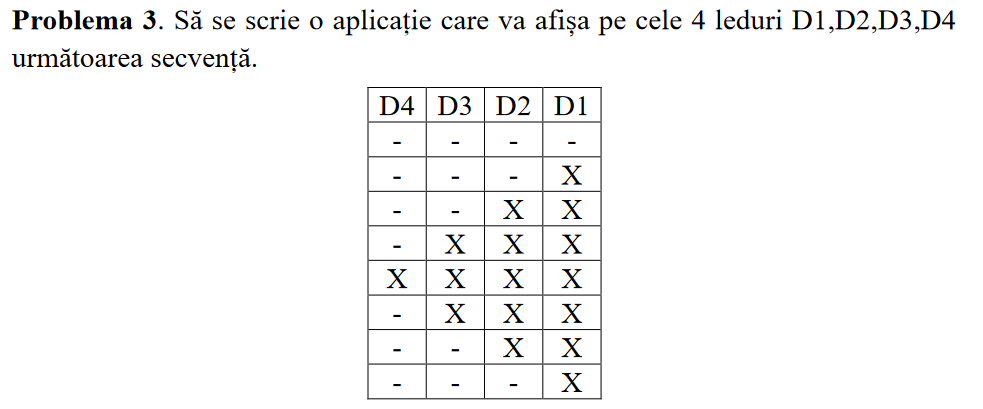 Problema 3. Să se scrie o aplicație care va afișa pe cele 4 leduri D1,D2,D3,D4
următoarea secvență.
D4 D3 D2 D1
- - - -
- - - X
- - X X
- X X X
X X X X
- X X X
- - X X
- - - X